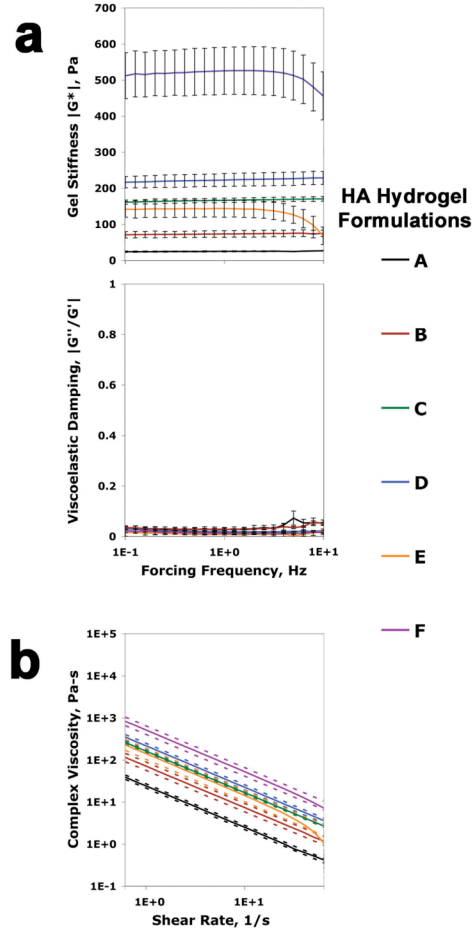 a
700
600
500
400
300
200
100
0
Gel Stiffness |G*|, Pa
HA Hydrogel
Formulations
A
B
C
D
E
F
1
0.8
0.6
0.4
0.2
0
Viscoelastic Damping, |G"/G'|
1E-1
1E+0
1E+1
Forcing Frequency, Hz
b
1E+5
1E+4
1E+3
1E+2
1E+1
1E+0
1E-1
Complex Viscosity, Pa-s
1E+0
1E+1
Shear Rate, 1/s